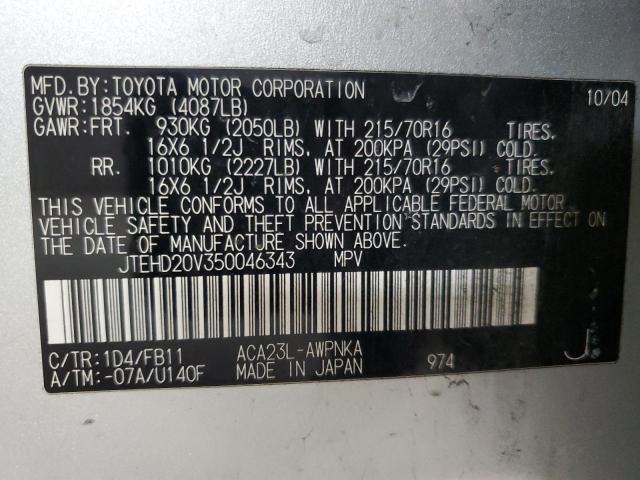 MFD.BY:TOYOTA MOTOR CORPORATION 10/04
GVWR:1854KG (4087LB)
GAWR:FRT. 930KG (2050LB) WITH 215/70R16 TIRES.
16X6 1/2J RIMS, AT 200KPA (29PSI) COLD.
RR. 1010KG (2227LB) WITH 215/70R16 TIRES.
16X6 1/2J RIMS, AT 200KPA (29PSI) COLD.
THIS VEHICLE CONFORMS TO ALL APPLICABLE FEDERAL MOTOR
VEHICLE SAFETY AND THEFT PREVENTION STANDARDS IN EFFECT ON
THE DATE OF MANUFACTURE SHOWN ABOVE.
JTEHD20V350046343 MPV
C/TR:1D4/FB11 ACA23L-AWPNKA 974 J
A/TM:-07A/U140F MADE IN JAPAN